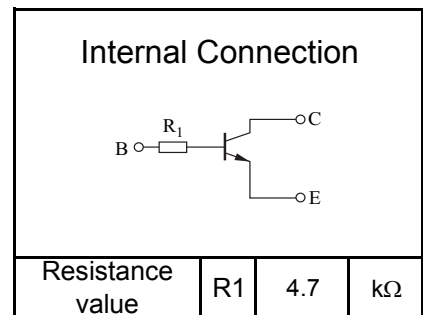 Internal Connection
R1
C
B
E
Resistance value R1 4.7 kΩ